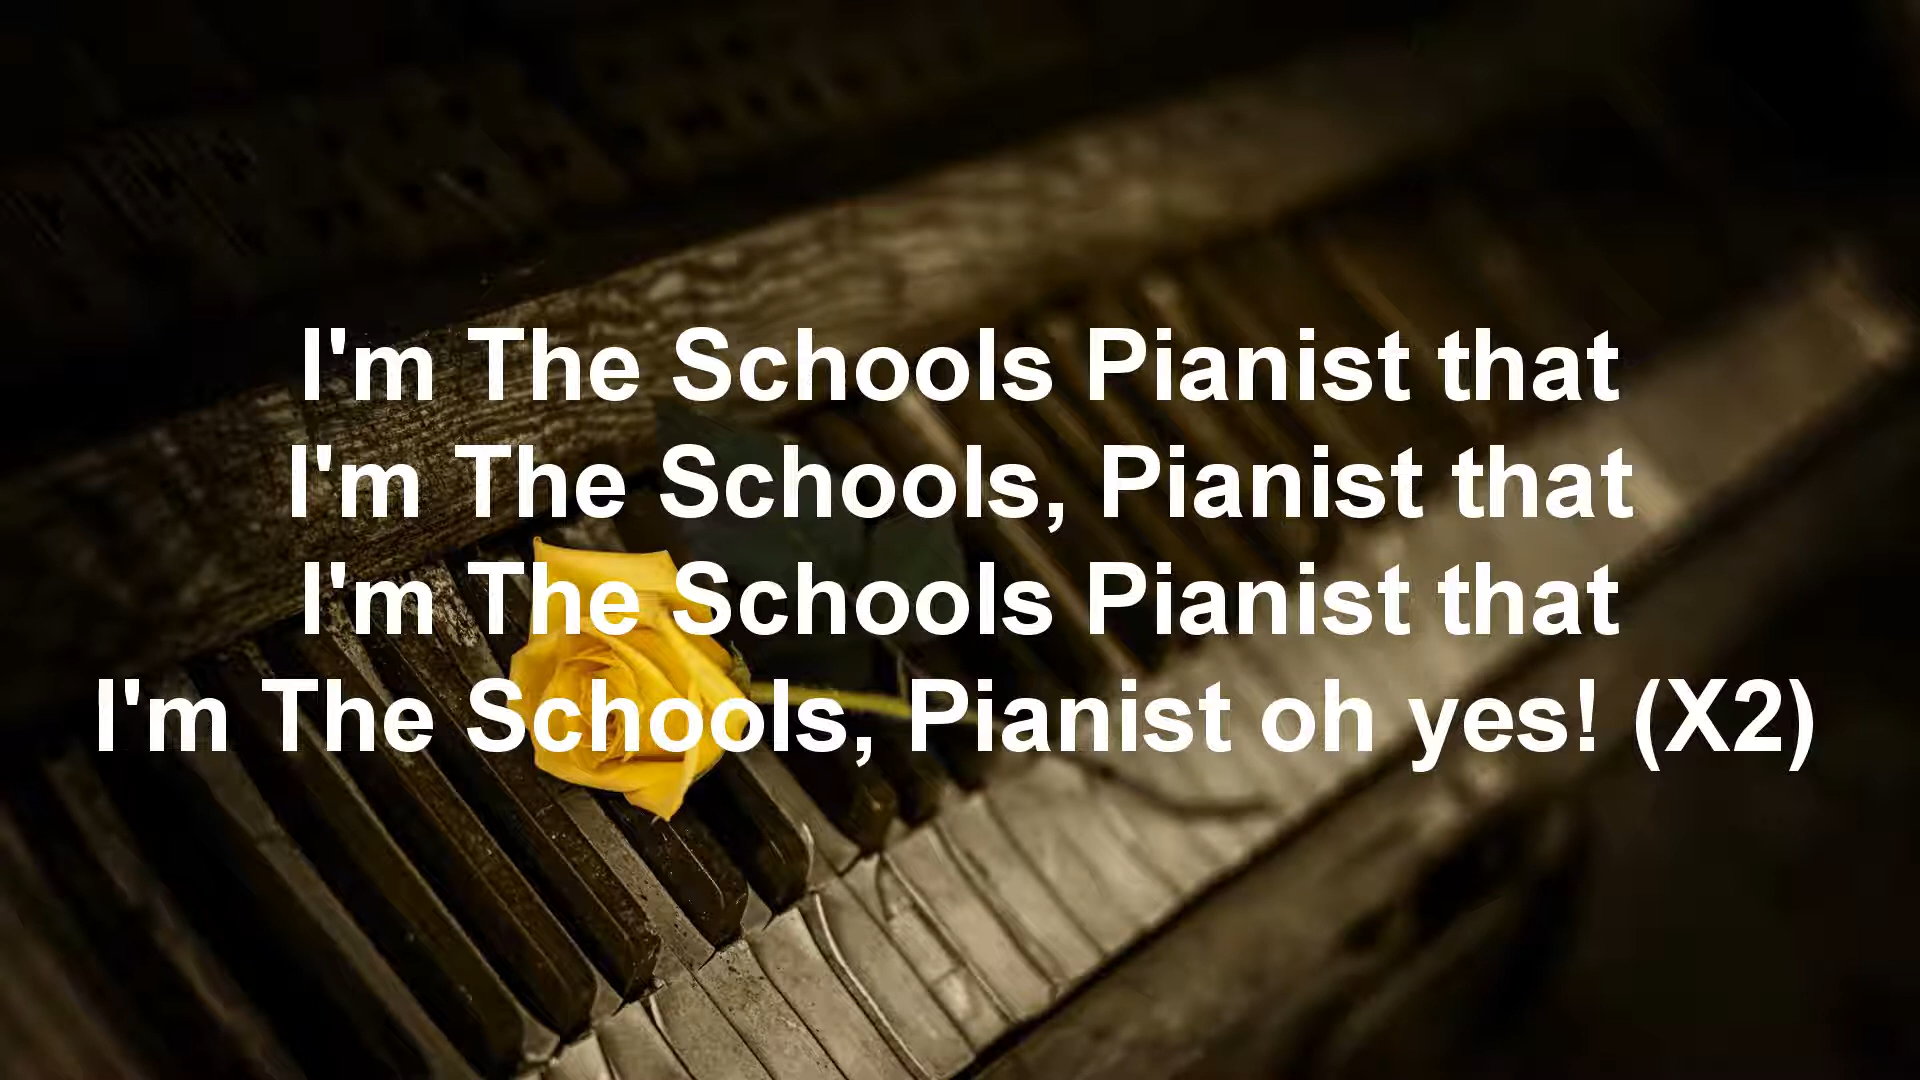 I'm The Schools Pianist that
I'm The Schools, Pianist that
I'm The Schools Pianist that
I'm The Schools, Pianist oh yes! (X2)